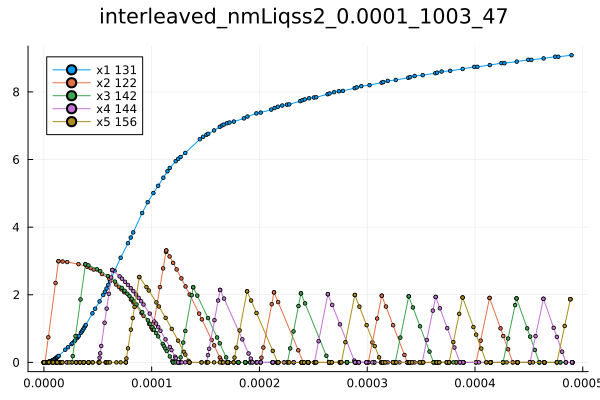 interleaved_nmLiqss2_0.0001_1003_47
x1 131
x2 122
x3 142
x4 144
x5 156
8
6
4
2
0
0.0000 0.0001 0.0002 0.0003 0.0004 0.0005